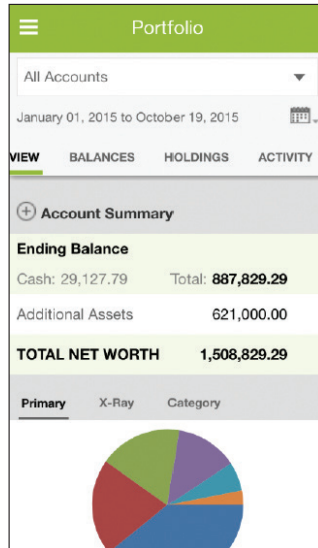 Portfolio
All Accounts
January 01, 2015 to October 19, 2015
VIEW BALANCES HOLDINGS ACTIVITY
Account Summary
Ending Balance
Cash: 29,127.79 Total: 887,829.29
Additional Assets 621,000.00
TOTAL NET WORTH 1,508,829.29
Primary X-Ray Category